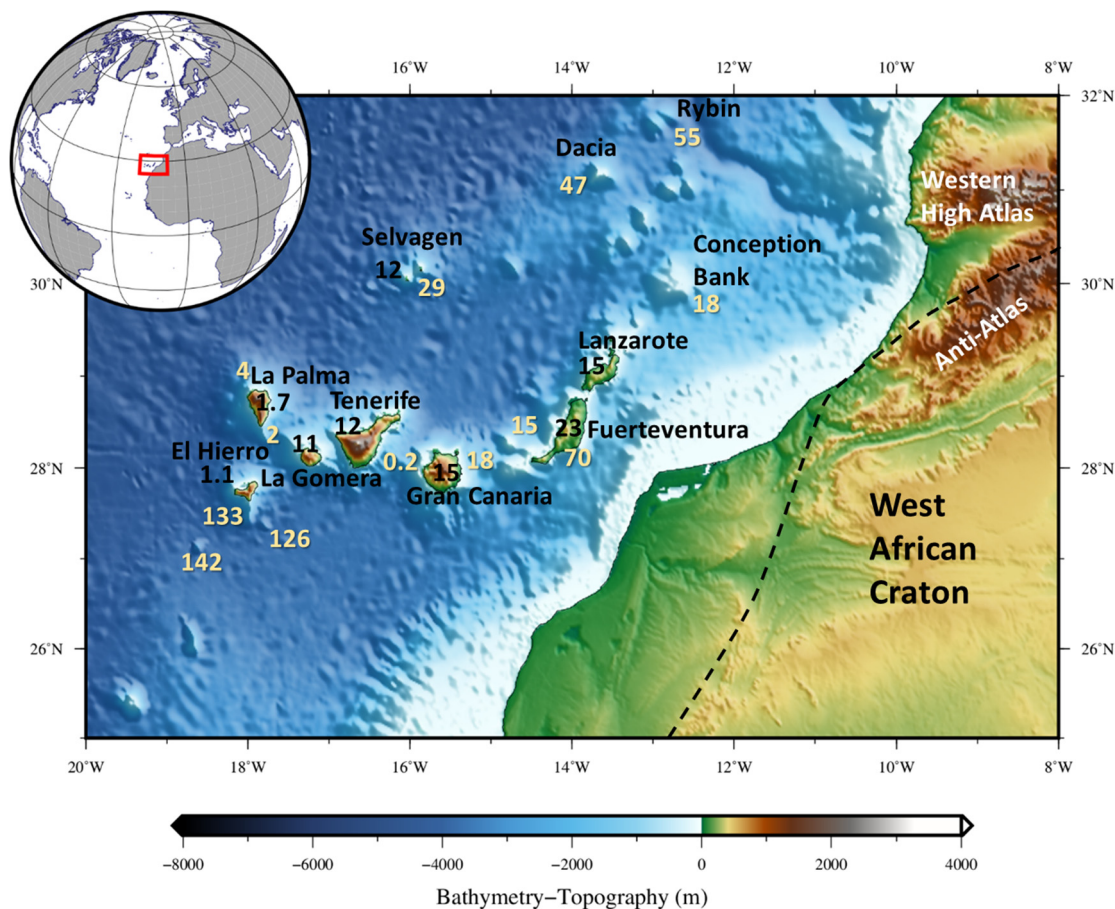 16°W 14°W 12°W 10°W 8°W
32°N
Rybin
55
Dacia
47
Western
High Atlas
Selvagen
12
29
Conception
Bank
18
30°N 30°N
Anti-Atlas
Lanzarote
15
4
La Palma
1.7
2
Tenerife
12
15
23 Fuerteventura
70
11
El Hierro
1.1
La Gomera
0.2
15
18
Gran Canaria
28°N 28°N
133
126
142
West
African
Craton
26°N 26°N
20°W 18°W 16°W 14°W 12°W 10°W 8°W
−8000 −6000 −4000 −2000 0 2000 4000
Bathymetry−Topography (m)